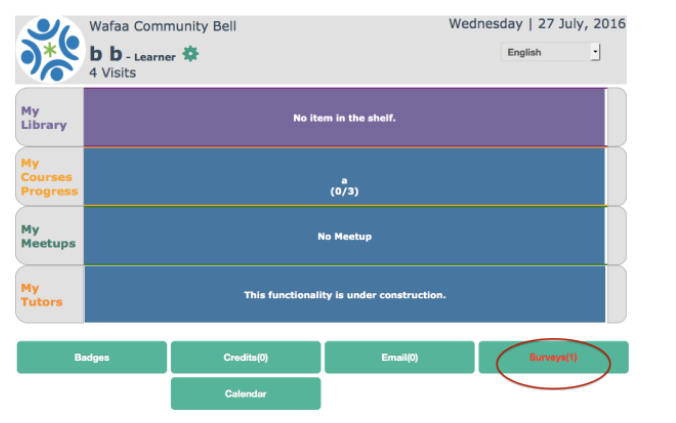 Wafaa Community Bell
Wednesday | 27 July, 2016
b b - Learner
English
4 Visits
My
Library
No item in the shelf.
My
Courses
Progress
a
(0/3)
My
Meetups
No Meetup
My
Tutors
This functionality is under construction.
Badges
Credits(0)
Email(0)
Surveys(1)
Calendar